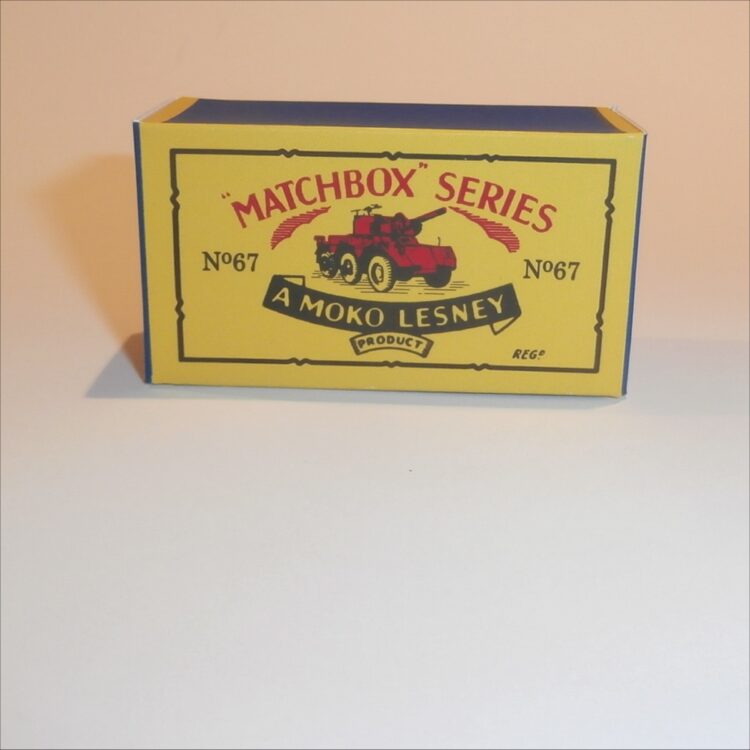 "MATCHBOX" SERIES
Nº67
Nº67
A MOKO LESNEY
PRODUCT
REGᴰ